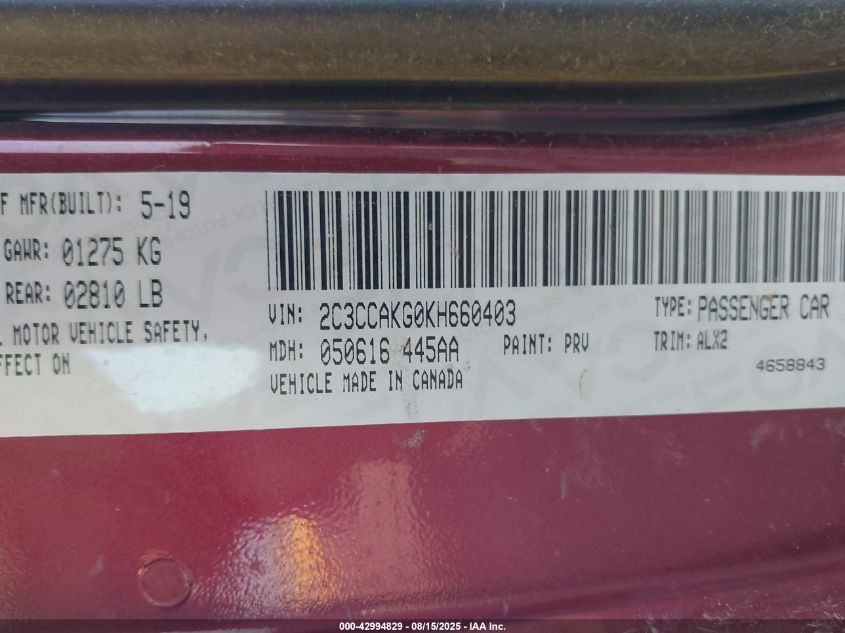 F MFR(BUILT): 5-19
GAWR: 01275 KG
REAR: 02810 LB
L MOTOR VEHICLE SAFETY,
FFECT ON
VIN: 2C3CCAKG0KH660403
TYPE: PASSENGER CAR
MDH: 050616 445AA
PAINT: PRV
TRIM: ALX2
VEHICLE MADE IN CANADA
4658843
000-42994829 - 08/15/2025 - IAA Inc.